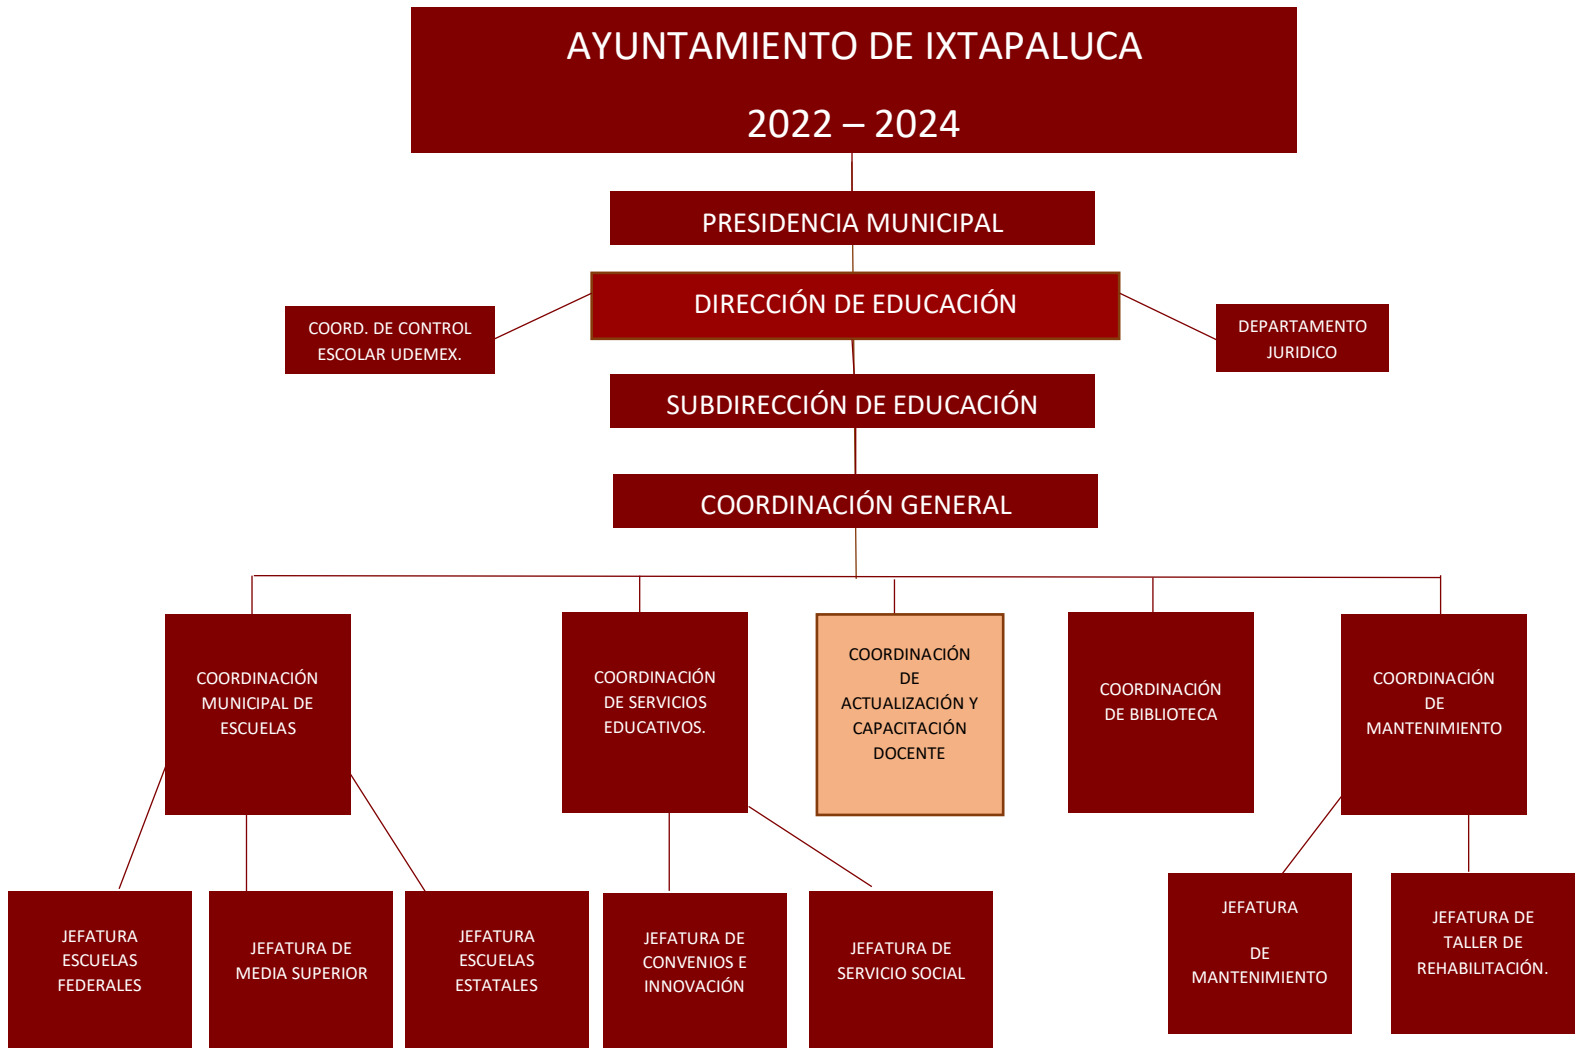 AYUNTAMIENTO DE IXTAPALUCA
2022 – 2024
PRESIDENCIA MUNICIPAL
DIRECCIÓN DE EDUCACIÓN
COORD. DE CONTROL
ESCOLAR UDEMEX.
DEPARTAMENTO
JURIDICO
SUBDIRECCIÓN DE EDUCACIÓN
COORDINACIÓN GENERAL
COORDINACIÓN
MUNICIPAL DE
ESCUELAS
COORDINACIÓN
DE SERVICIOS
EDUCATIVOS.
COORDINACIÓN
DE
ACTUALIZACIÓN Y
CAPACITACIÓN
DOCENTE
COORDINACIÓN
DE BIBLIOTECA
COORDINACIÓN
DE
MANTENIMIENTO
JEFATURA
ESCUELAS
FEDERALES
JEFATURA DE
MEDIA SUPERIOR
JEFATURA
ESCUELAS
ESTATALES
JEFATURA DE
CONVENIOS E
INNOVACIÓN
JEFATURA DE
SERVICIO SOCIAL
JEFATURA
DE
MANTENIMIENTO
JEFATURA DE
TALLER DE
REHABILITACIÓN.